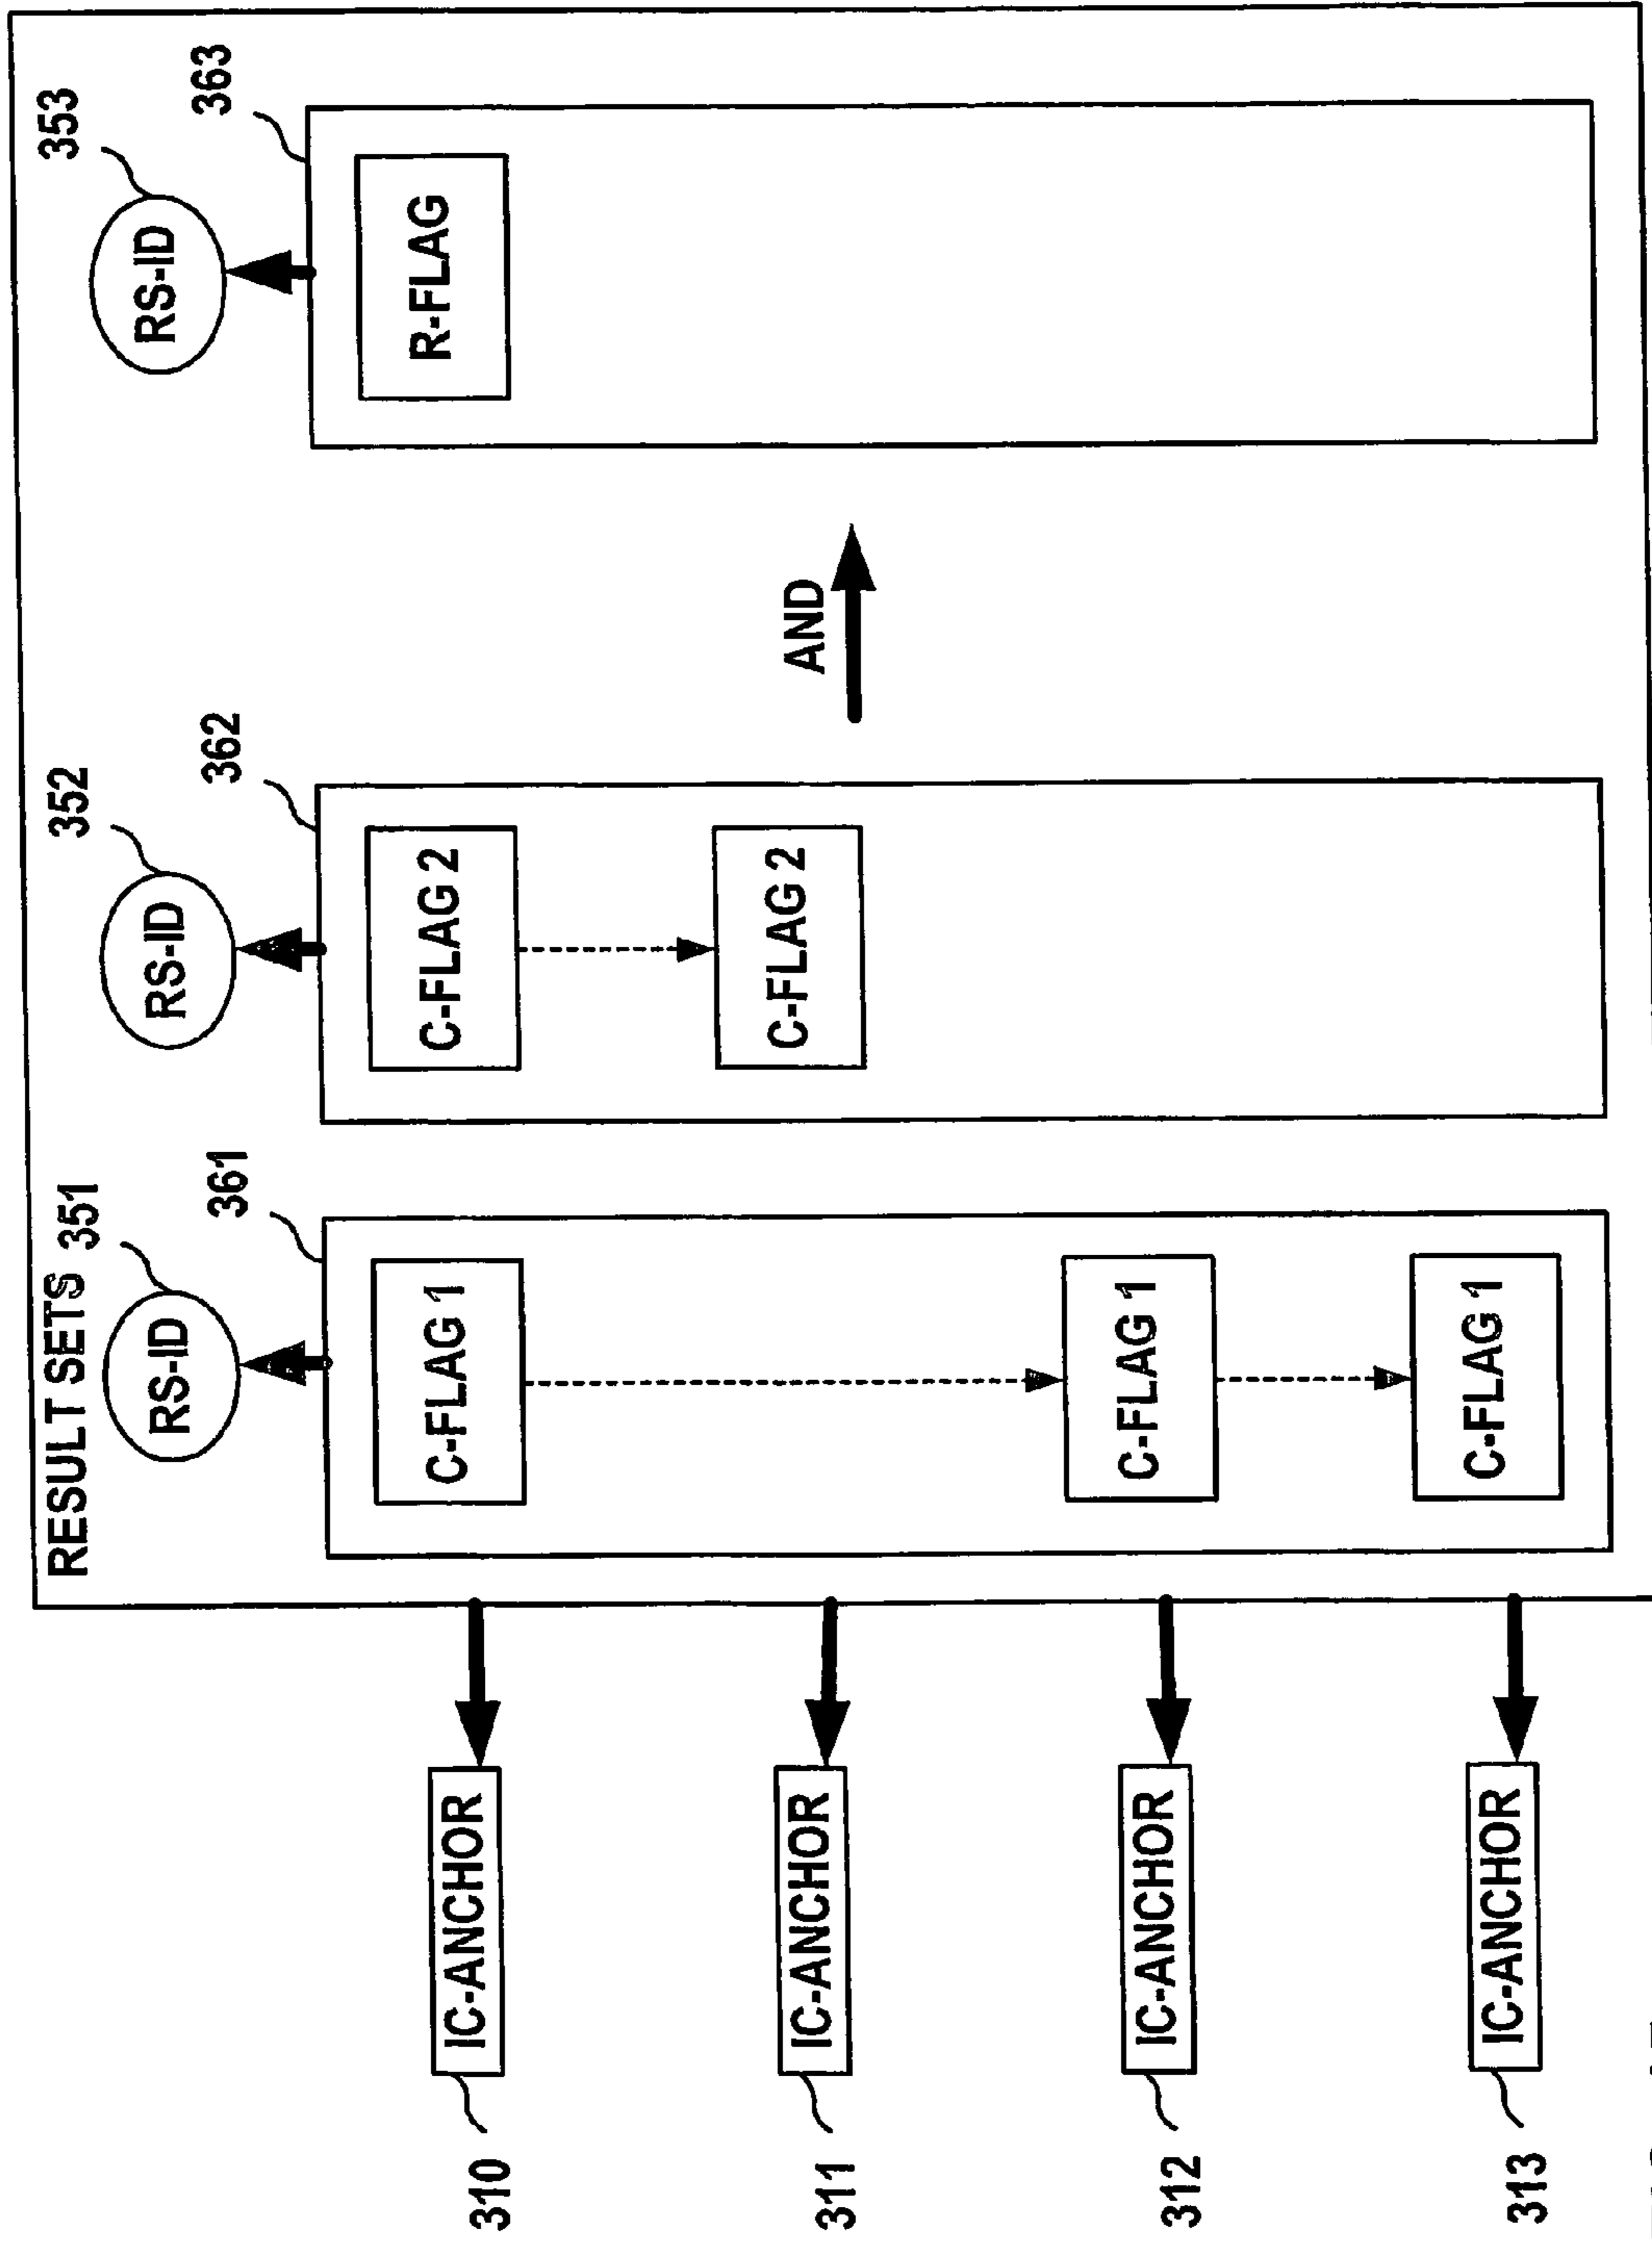 RESULT SETS 351
352
353
RS-ID
RS-ID
RS-ID
361
362
363
310
IC-ANCHOR
C-FLAG 1
C-FLAG 2
R-FLAG
311
IC-ANCHOR
C-FLAG 2
AND
312
IC-ANCHOR
C-FLAG 1
313
IC-ANCHOR
C-FLAG 1